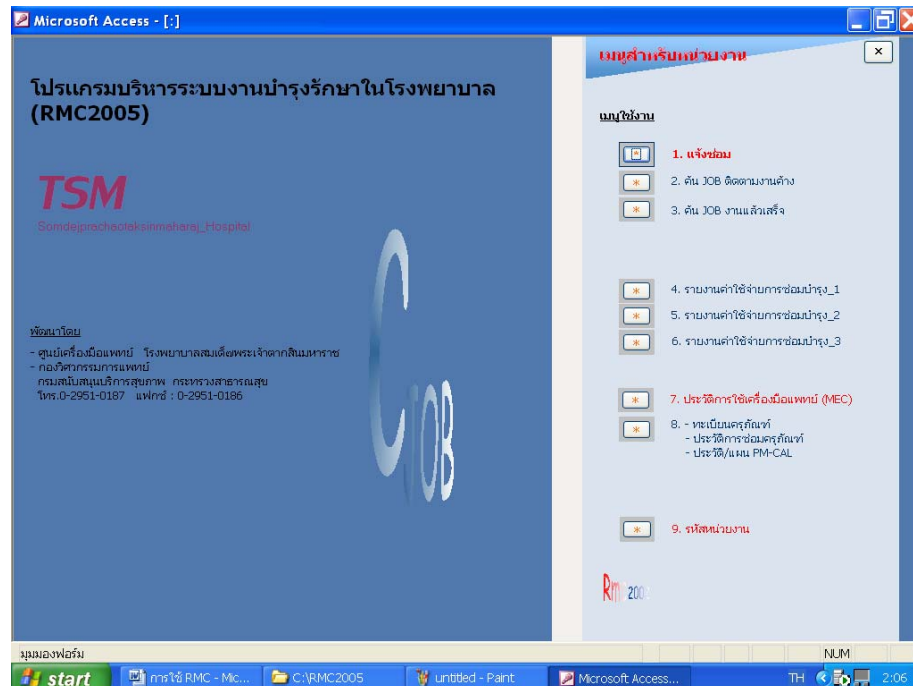 Microsoft Access - [:]
โปรแกรมบริหารระบบงานบำรุงรักษาในโรงพยาบาล
(RMC2005)
TSM
Somdejprachaotaksinmaharaj_Hospital
CJOB
พัฒนาโดย
- ศูนย์เครื่องมือแพทย์ โรงพยาบาลสมเด็จพระเจ้าตากสินมหาราช
- กองวิศวกรรมการแพทย์
กรมสนับสนุนบริการสุขภาพ กระทรวงสาธารณสุข
โทร.0-2951-0187 แฟกซ์ : 0-2951-0186
เมนูสำหรับหน่วยงาน
เมนูใช้งาน
1. แจ้งซ่อม
2. ค้น JOB ติดตามงานค้าง
3. ค้น JOB งานแล้วเสร็จ
4. รายงานค่าใช้จ่ายการซ่อมบำรุง_1
5. รายงานค่าใช้จ่ายการซ่อมบำรุง_2
6. รายงานค่าใช้จ่ายการซ่อมบำรุง_3
7. ประวัติการใช้เครื่องมือแพทย์ (MEC)
8. - ทะเบียนครุภัณฑ์
- ประวัติการซ่อมครุภัณฑ์
- ประวัติ/แผน PM-CAL
9. รหัสหน่วยงาน
มุมมองฟอร์ม
NUM
start
การใช้ RMC - Mic...
C:\RMC2005
untitled - Paint
Microsoft Access...
TH
2:06